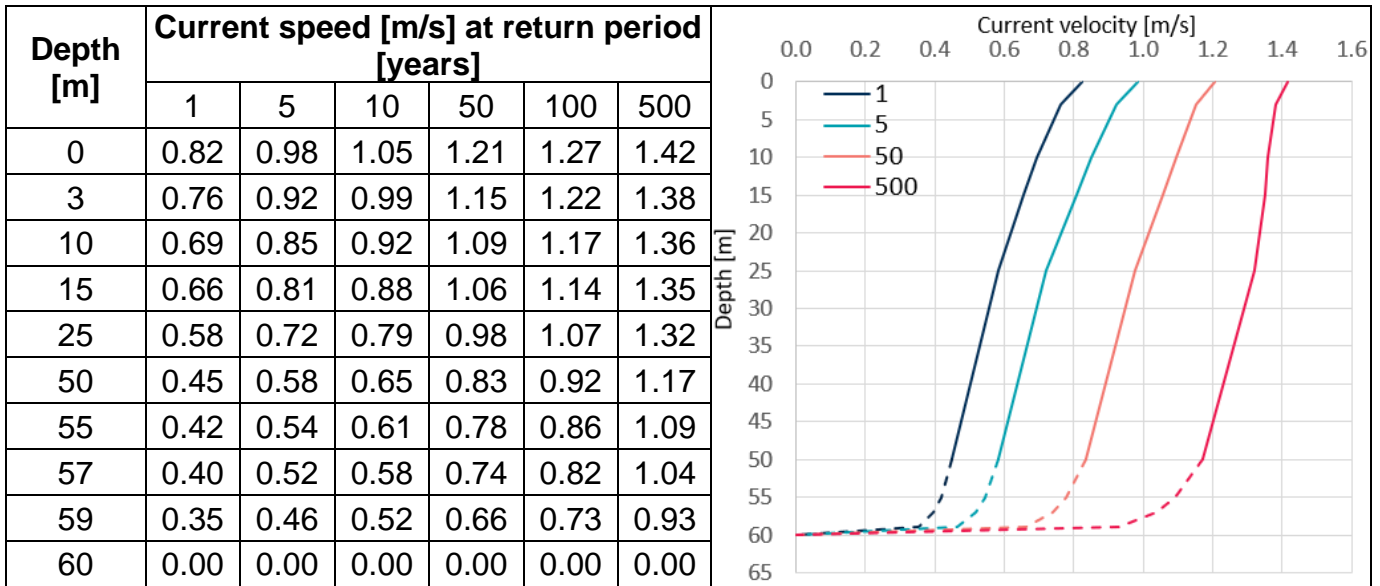 Depth [m] Current speed [m/s] at return period [years]
1 5 10 50 100 500
0 0.82 0.98 1.05 1.21 1.27 1.42
3 0.76 0.92 0.99 1.15 1.22 1.38
10 0.69 0.85 0.92 1.09 1.17 1.36
15 0.66 0.81 0.88 1.06 1.14 1.35
25 0.58 0.72 0.79 0.98 1.07 1.32
50 0.45 0.58 0.65 0.83 0.92 1.17
55 0.42 0.54 0.61 0.78 0.86 1.09
57 0.40 0.52 0.58 0.74 0.82 1.04
59 0.35 0.46 0.52 0.66 0.73 0.93
60 0.00 0.00 0.00 0.00 0.00 0.00
Current velocity [m/s]
0.0 0.2 0.4 0.6 0.8 1.0 1.2 1.4 1.6
Depth [m]
0
5
10
15
20
25
30
35
40
45
50
55
60
65
1
5
50
500